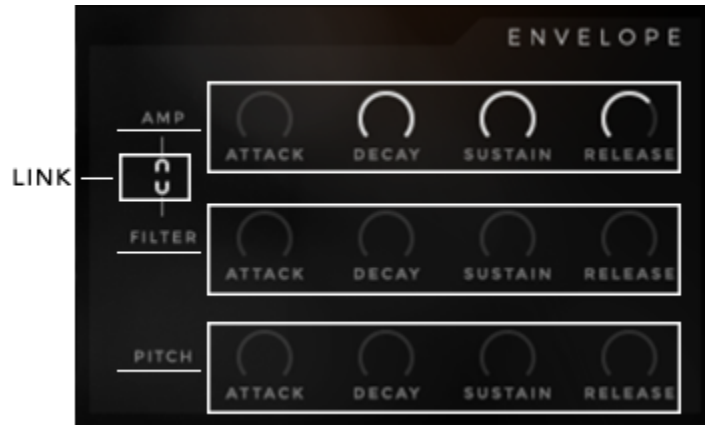 ENVELOPE
AMP
ATTACK DECAY SUSTAIN RELEASE
LINK
FILTER
ATTACK DECAY SUSTAIN RELEASE
PITCH
ATTACK DECAY SUSTAIN RELEASE